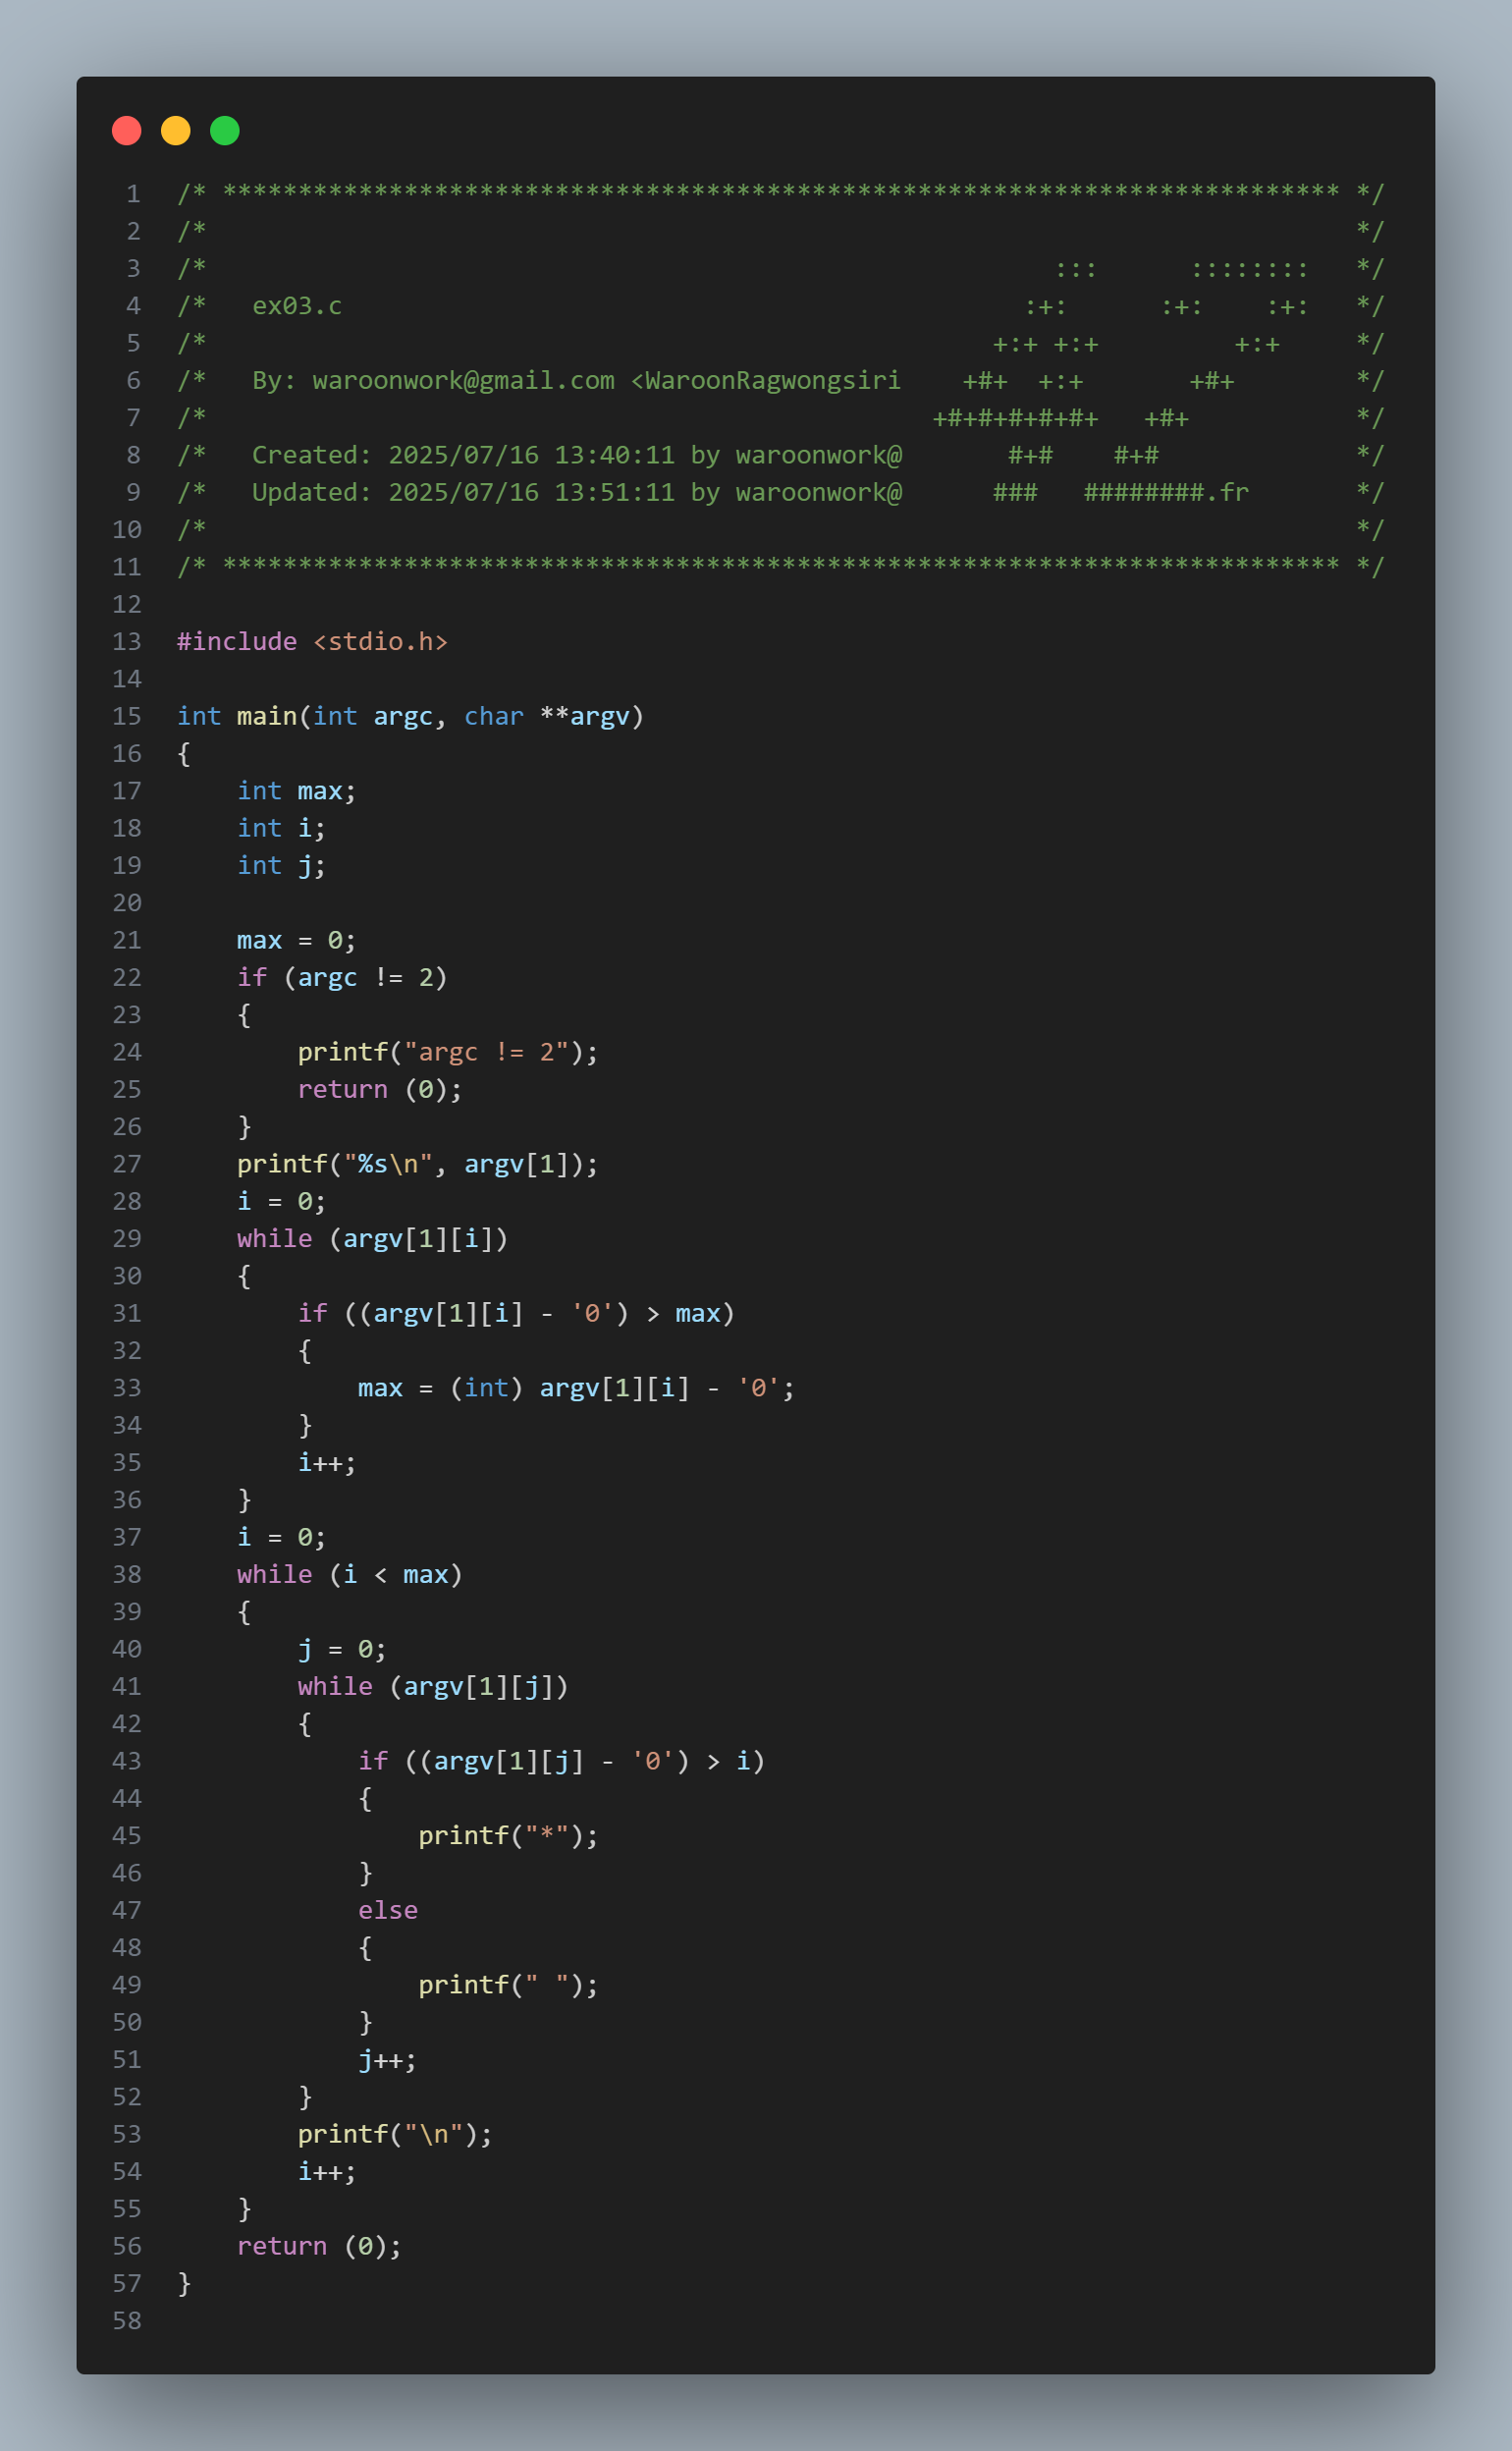 1 /* ************************************************************************** */
2 /*                                                                            */
3 /*                                                        :::      ::::::::   */
4 /*   ex03.c                                             :+:      :+:    :+:   */
5 /*                                                    +:+ +:+         +:+     */
6 /*   By: waroonwork@gmail.com <WaroonRagwongsiri    +#+  +:+       +#+        */
7 /*                                                +#+#+#+#+#+   +#+           */
8 /*   Created: 2025/07/16 13:40:11 by waroonwork@       #+#    #+#             */
9 /*   Updated: 2025/07/16 13:51:11 by waroonwork@      ###   ########.fr       */
10 /*                                                                            */
11 /* ************************************************************************** */
12
13 #include <stdio.h>
14
15 int main(int argc, char **argv)
16 {
17     int max;
18     int i;
19     int j;
20
21     max = 0;
22     if (argc != 2)
23     {
24         printf("argc != 2");
25         return (0);
26     }
27     printf("%s\n", argv[1]);
28     i = 0;
29     while (argv[1][i])
30     {
31         if ((argv[1][i] - '0') > max)
32         {
33             max = (int) argv[1][i] - '0';
34         }
35         i++;
36     }
37     i = 0;
38     while (i < max)
39     {
40         j = 0;
41         while (argv[1][j])
42         {
43             if ((argv[1][j] - '0') > i)
44             {
45                 printf("*");
46             }
47             else
48             {
49                 printf(" ");
50             }
51             j++;
52         }
53         printf("\n");
54         i++;
55     }
56     return (0);
57 }
58